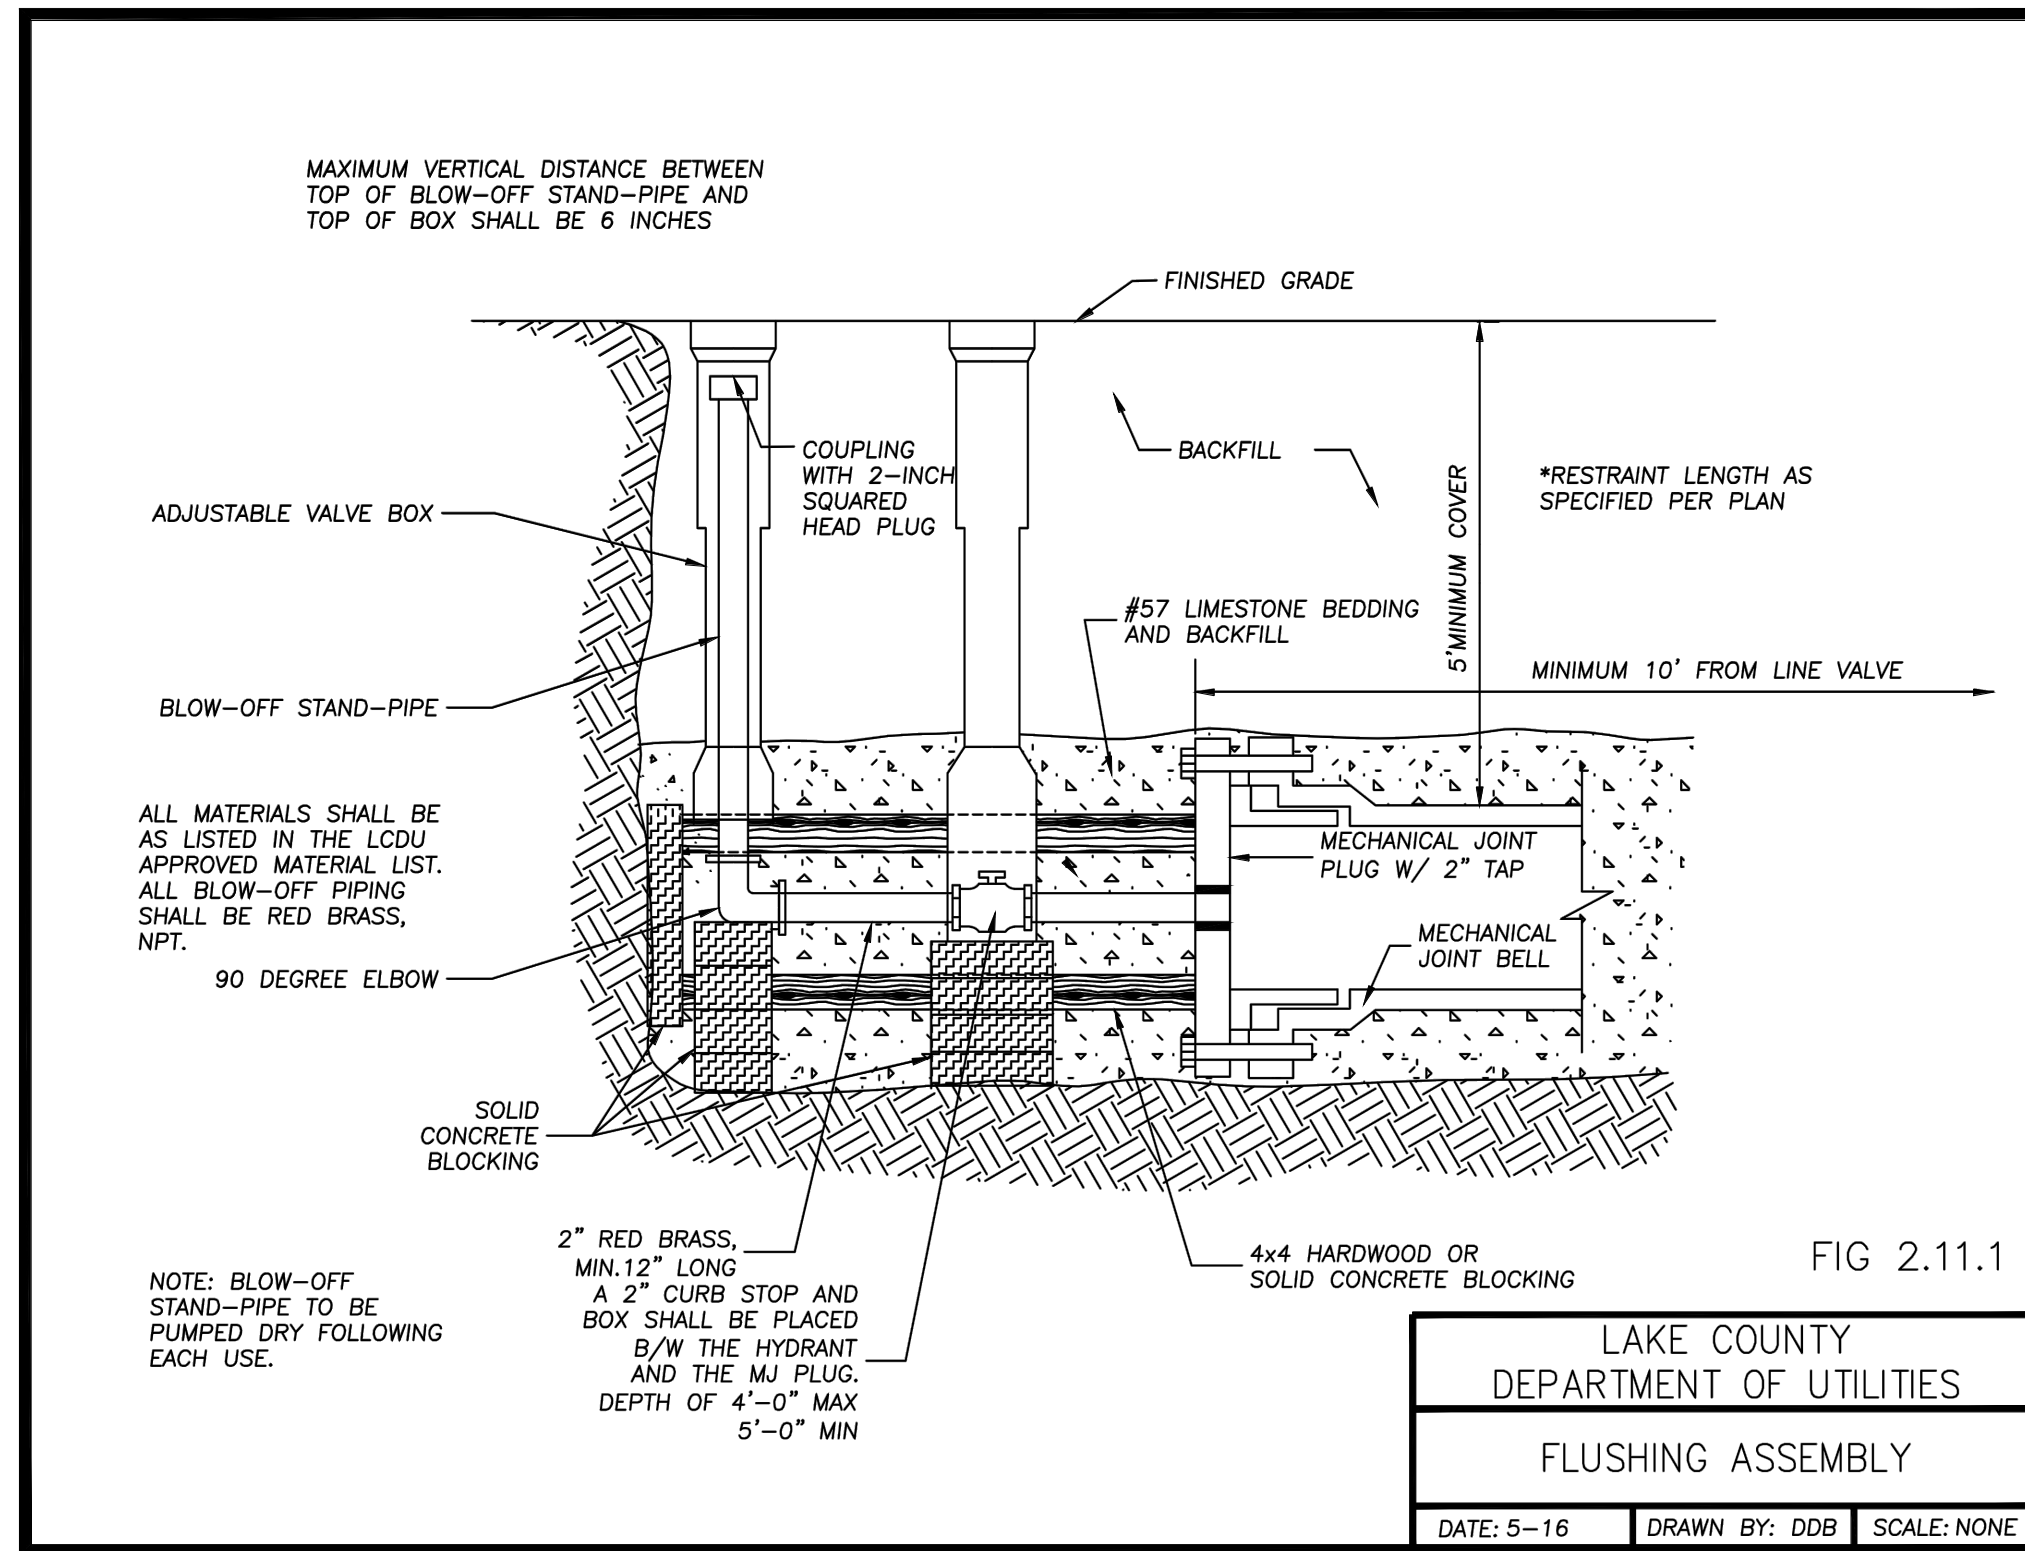 MAXIMUM VERTICAL DISTANCE BETWEEN
TOP OF BLOW-OFF STAND-PIPE AND
TOP OF BOX SHALL BE 6 INCHES
FINISHED GRADE
COUPLING
WITH 2-INCH
SQUARED
HEAD PLUG
BACKFILL
5'MINIMUM COVER
*RESTRAINT LENGTH AS
SPECIFIED PER PLAN
ADJUSTABLE VALVE BOX
#57 LIMESTONE BEDDING
AND BACKFILL
MINIMUM 10' FROM LINE VALVE
BLOW-OFF STAND-PIPE
ALL MATERIALS SHALL BE
AS LISTED IN THE LCDU
APPROVED MATERIAL LIST.
ALL BLOW-OFF PIPING
SHALL BE RED BRASS,
NPT.
MECHANICAL JOINT
PLUG W/ 2" TAP
MECHANICAL
JOINT BELL
90 DEGREE ELBOW
SOLID
CONCRETE
BLOCKING
2" RED BRASS,
MIN.12" LONG
A 2" CURB STOP AND
BOX SHALL BE PLACED
B/W THE HYDRANT
AND THE MJ PLUG.
DEPTH OF 4'-0" MAX
5'-0" MIN
4x4 HARDWOOD OR
SOLID CONCRETE BLOCKING
NOTE: BLOW-OFF
STAND-PIPE TO BE
PUMPED DRY FOLLOWING
EACH USE.
FIG 2.11.1
LAKE COUNTY
DEPARTMENT OF UTILITIES
FLUSHING ASSEMBLY
DATE: 5-16 DRAWN BY: DDB SCALE: NONE